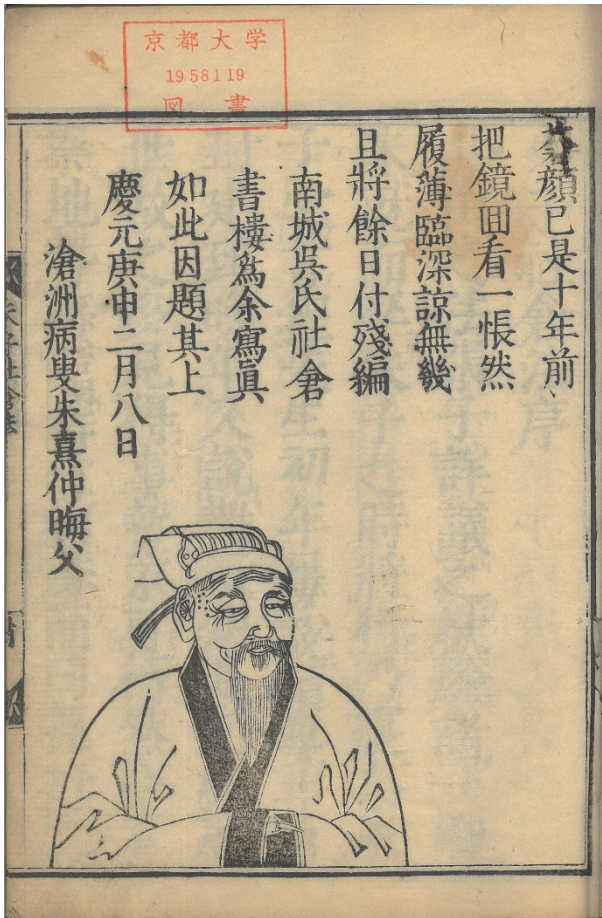 京都大学
1958119
図書
蒼顔已是十年前
把鏡囬看一悵然
履薄臨深諒無幾
且將餘日付殘編
南城吳氏社倉
書樓爲余寫眞
如此因題其上
慶元庚申二月八日
滄洲病叟朱熹仲晦父